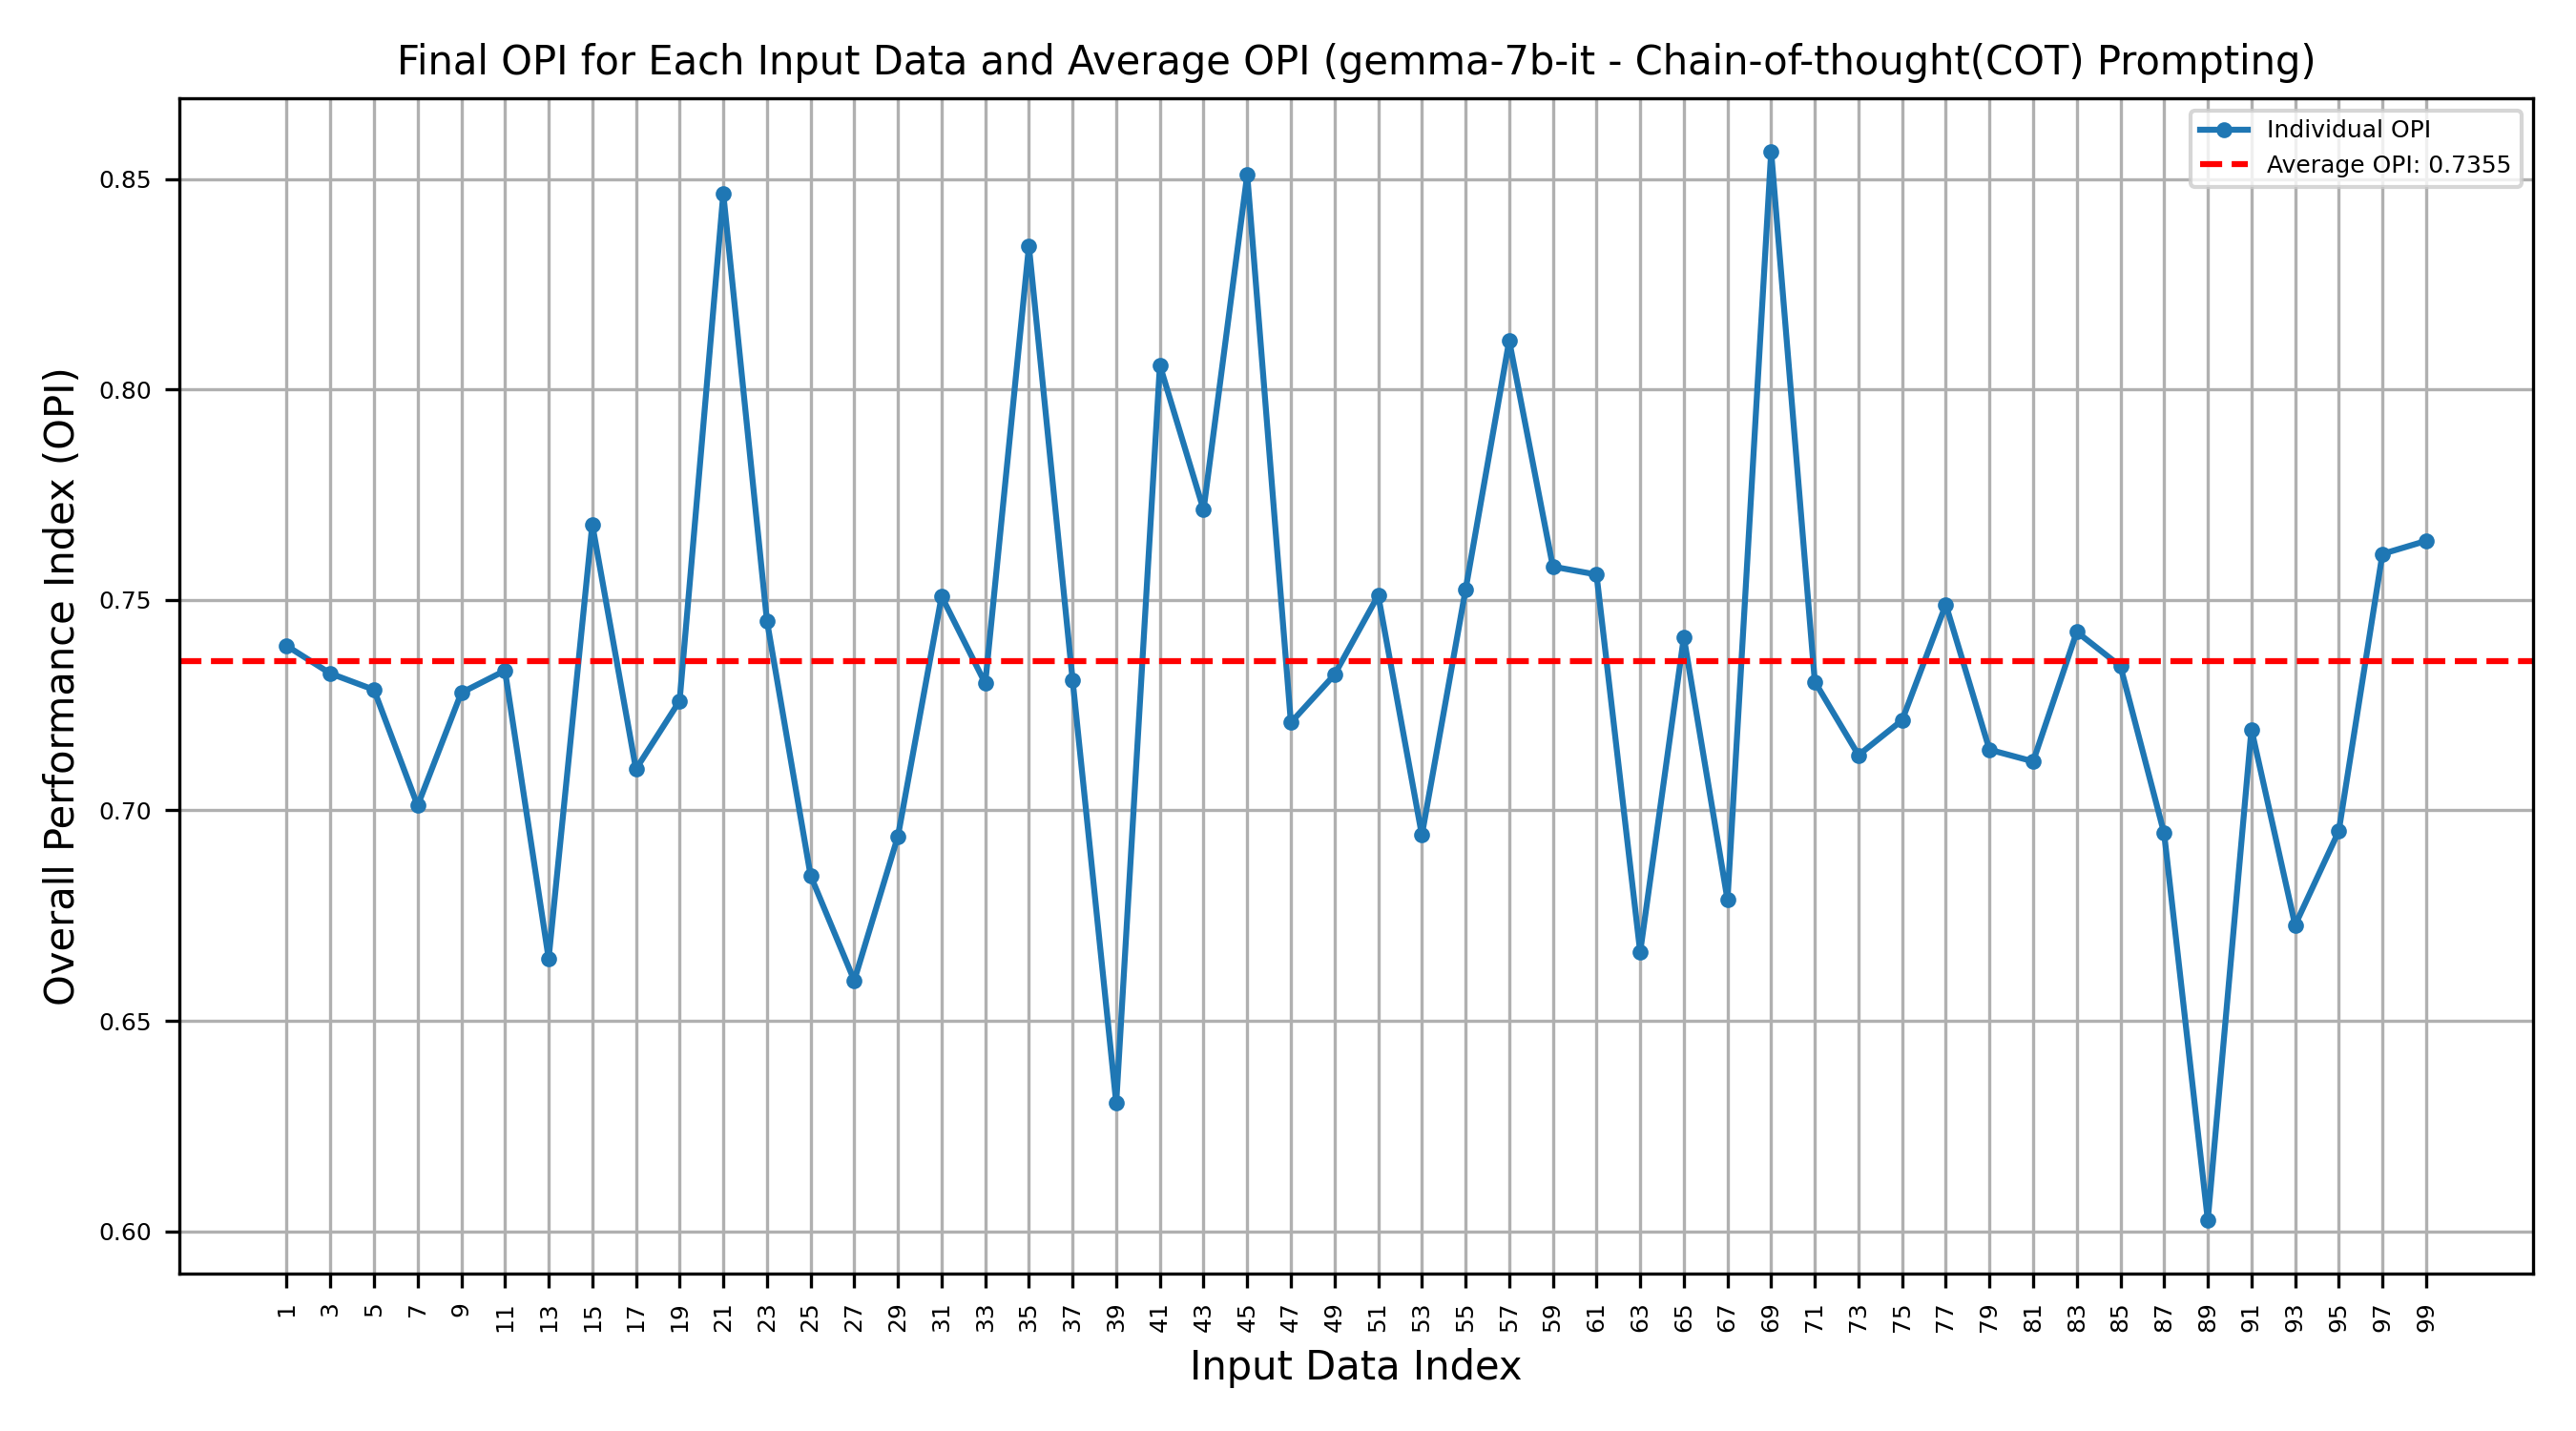 Final OPI for Each Input Data and Average OPI (gemma-7b-it - Chain-of-thought(COT) Prompting)
Individual OPI
Average OPI: 0.7355
Overall Performance Index (OPI)
0.85
0.80
0.75
0.70
0.65
0.60
1 3 5 7 9 11 13 15 17 19 21 23 25 27 29 31 33 35 37 39 41 43 45 47 49 51 53 55 57 59 61 63 65 67 69 71 73 75 77 79 81 83 85 87 89 91 93 95 97 99
Input Data Index